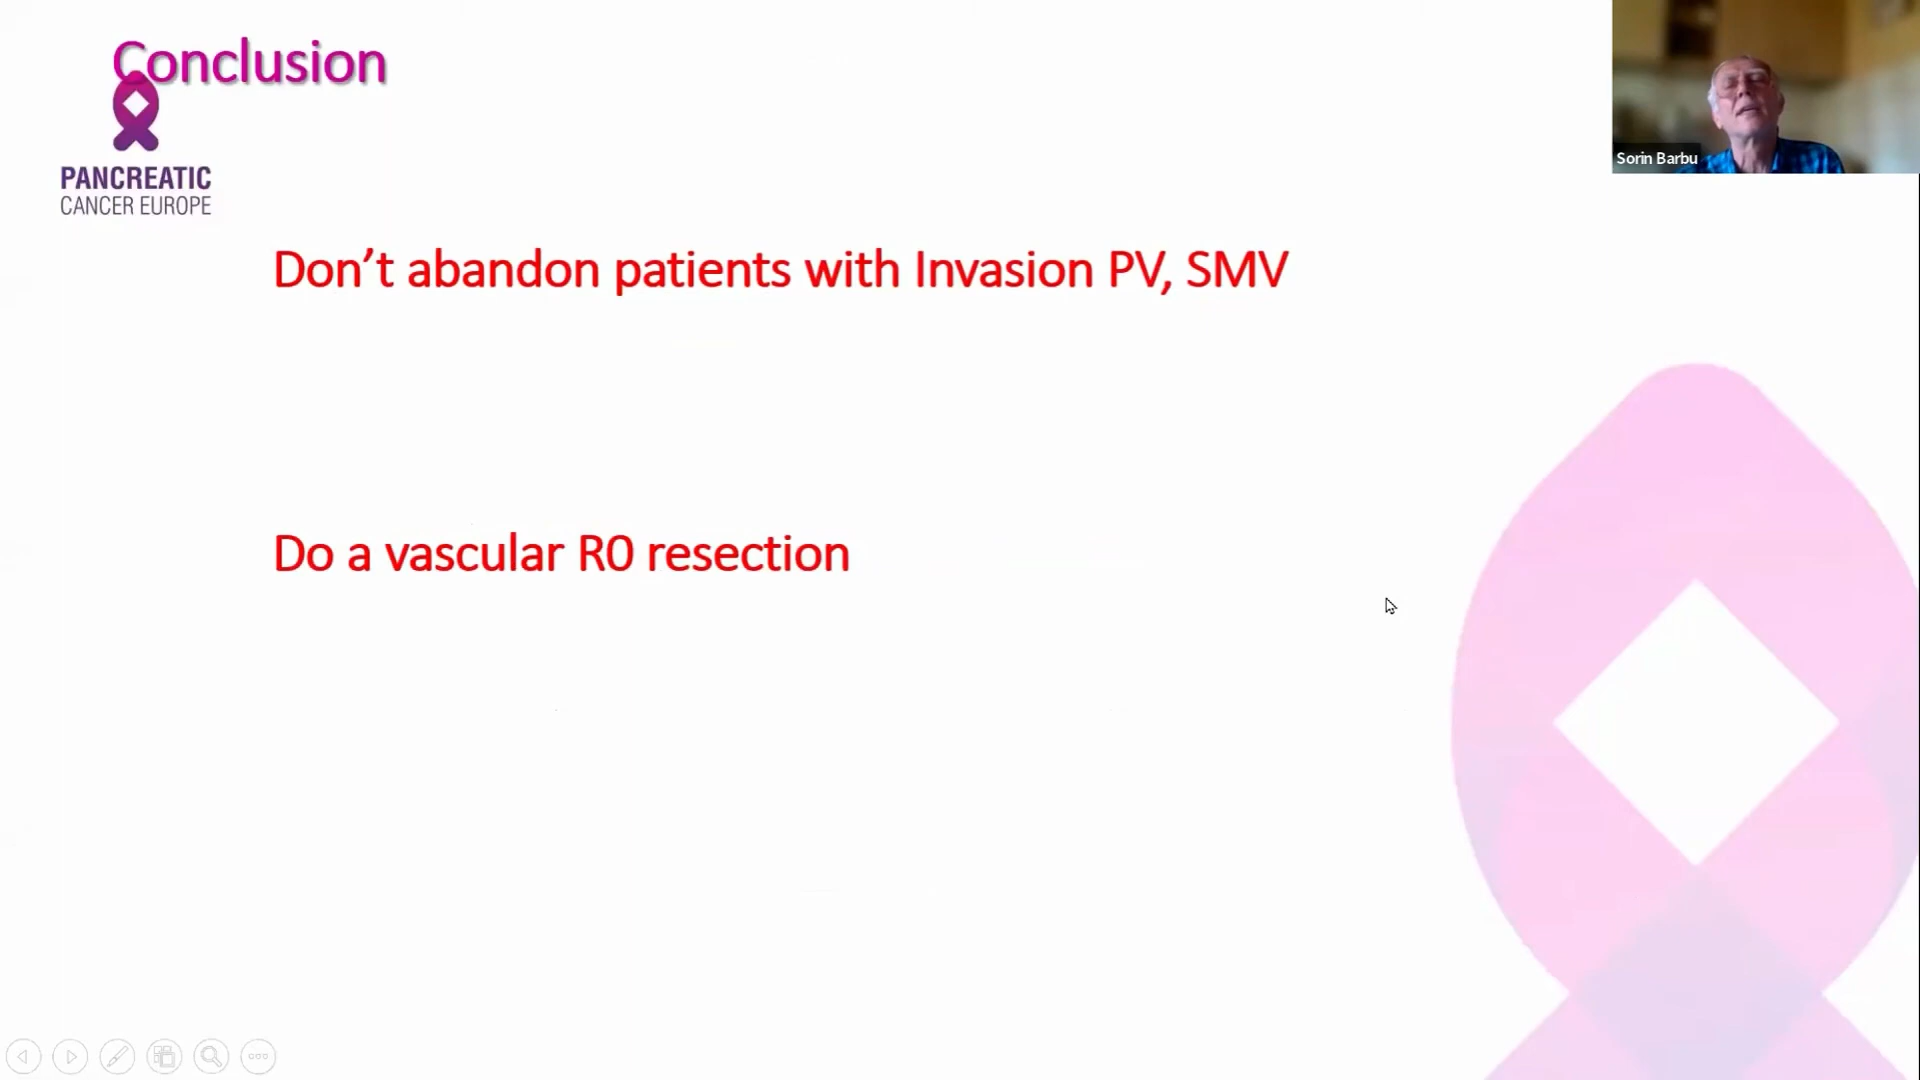 Conclusion
PANCREATIC
CANCER EUROPE
Sorin Barbu
Don't abandon patients with Invasion PV, SMV
Do a vascular R0 resection